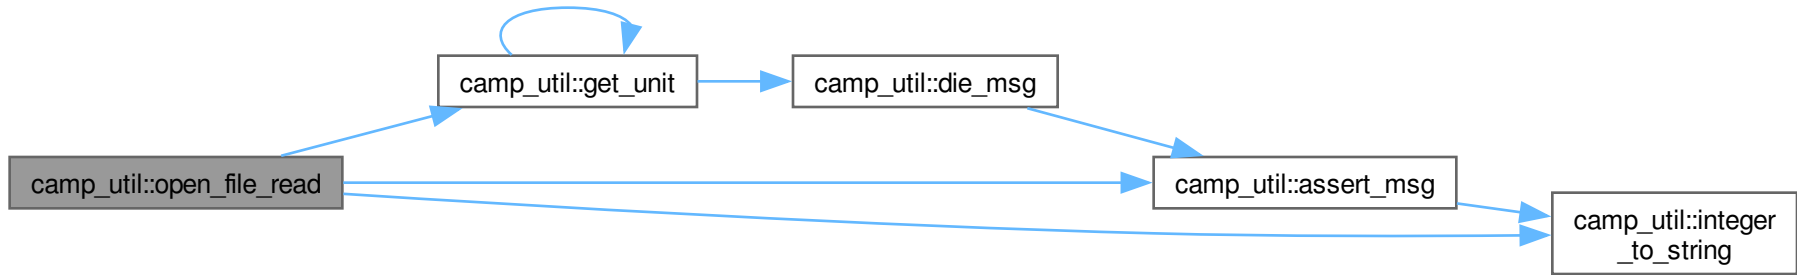 camp_util::get_unit
camp_util::die_msg
camp_util::open_file_read
camp_util::assert_msg
camp_util::integer
_to_string